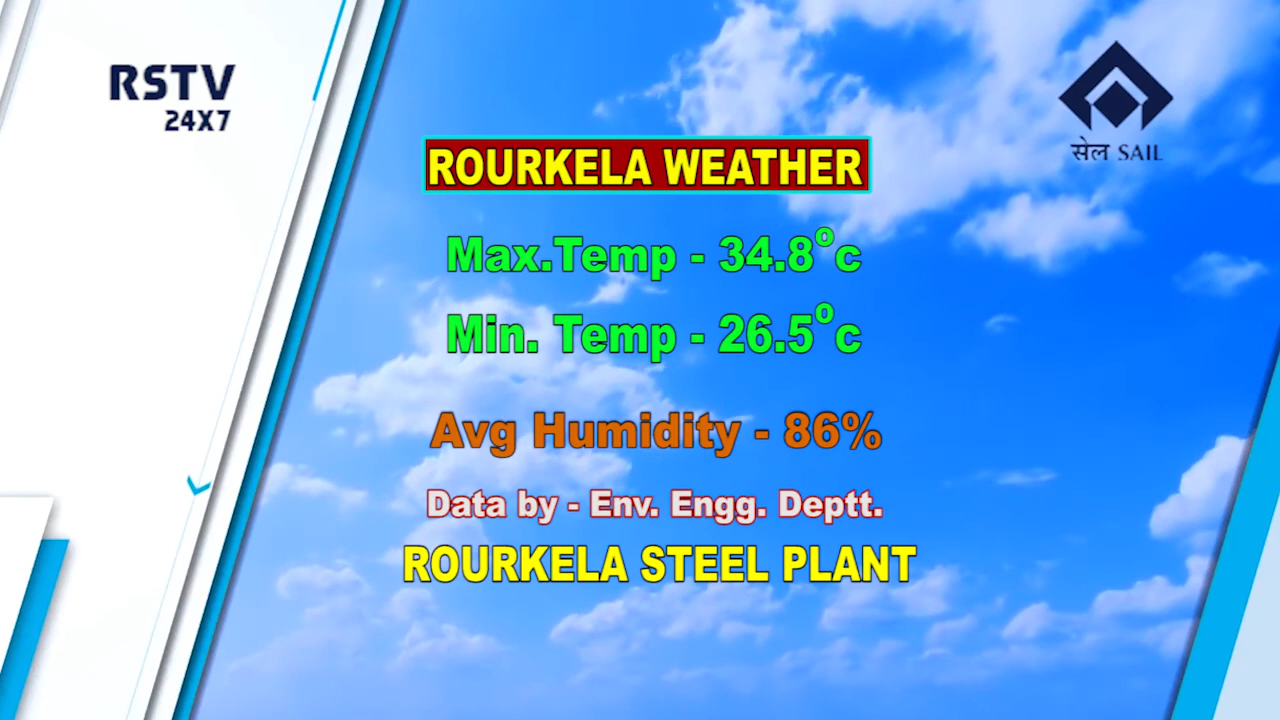 RSTV
24X7
सेल SAIL
ROURKELA WEATHER
Max.Temp - 34.8°c
Min. Temp - 26.5°c
Avg Humidity - 86%
Data by - Env. Engg. Deptt.
ROURKELA STEEL PLANT